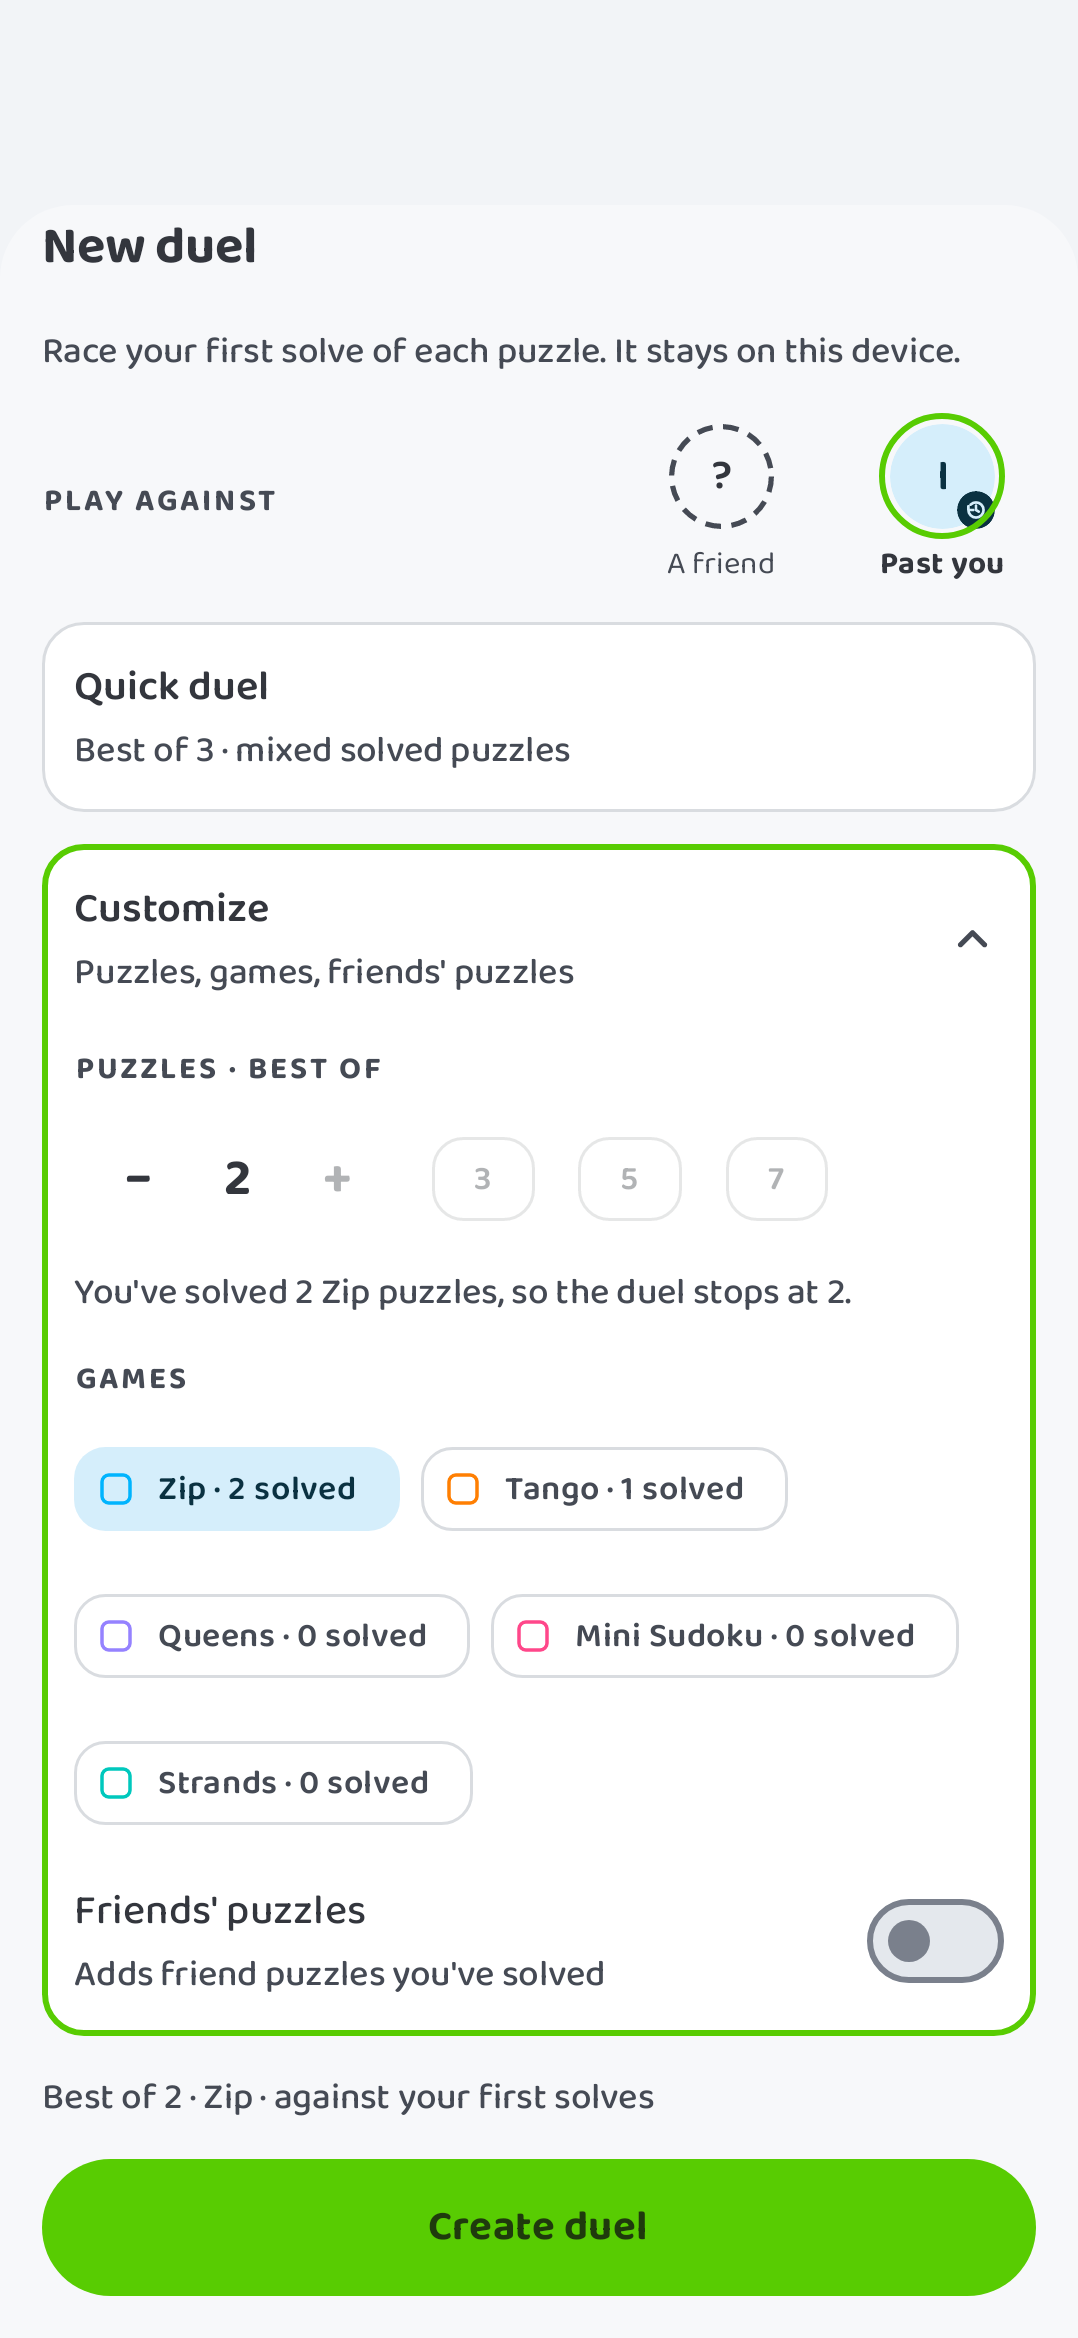 New duel
Race your first solve of each puzzle. It stays on this device.
PLAY AGAINST
?
A friend
I
Past you
Quick duel
Best of 3 · mixed solved puzzles
Customize
Puzzles, games, friends' puzzles
PUZZLES · BEST OF
− 2 + 3 5 7
You've solved 2 Zip puzzles, so the duel stops at 2.
GAMES
Zip · 2 solved
Tango · 1 solved
Queens · 0 solved
Mini Sudoku · 0 solved
Strands · 0 solved
Friends' puzzles
Adds friend puzzles you've solved
Best of 2 · Zip · against your first solves
Create duel